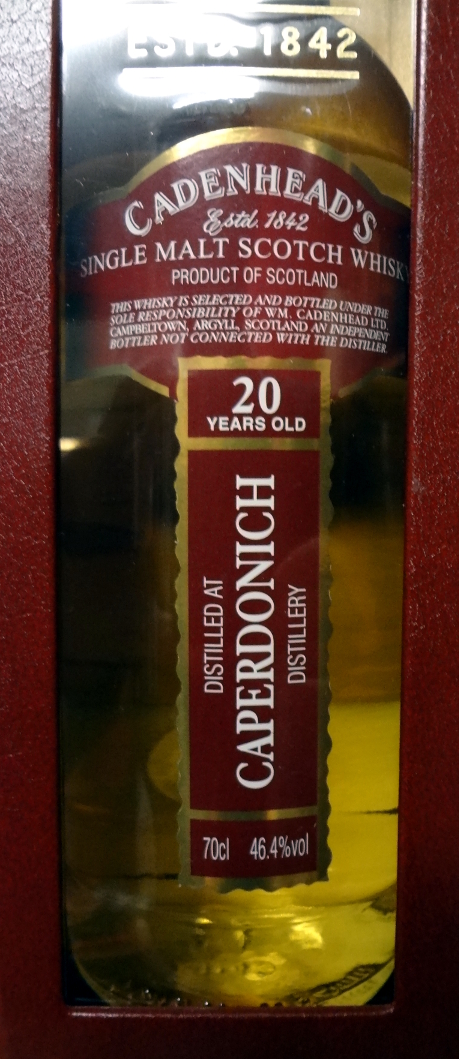 ESTD. 1842
CADENHEAD'S
Estd. 1842
SINGLE MALT SCOTCH WHISKY
PRODUCT OF SCOTLAND
THIS WHISKY IS SELECTED AND BOTTLED UNDER THE
SOLE RESPONSIBILITY OF WM. CADENHEAD LTD.
CAMPBELTOWN, ARGYLL, SCOTLAND AN INDEPENDENT
BOTTLER NOT CONNECTED WITH THE DISTILLER.
20
YEARS OLD
DISTILLED AT
CAPERDONICH
DISTILLERY
70cl 46.4%vol